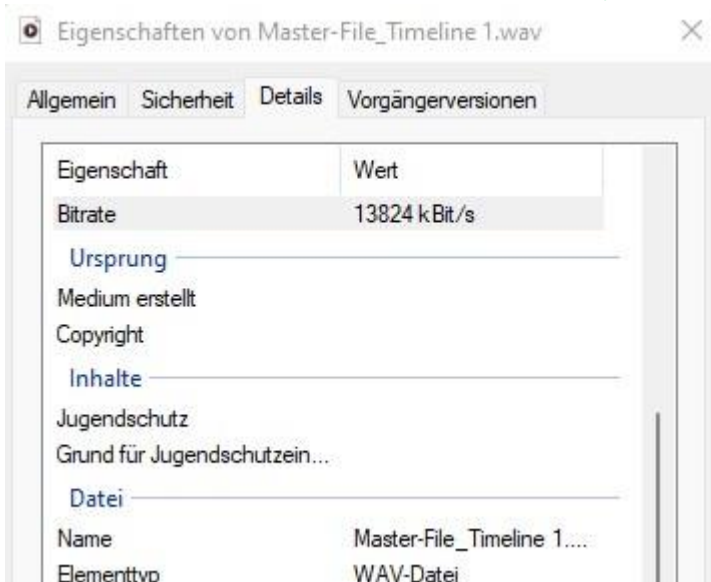 Eigenschaften von Master-File_Timeline 1.wav
Allgemein Sicherheit Details Vorgängerversionen
Eigenschaft Wert
Bitrate 13824 kBit/s
Ursprung
Medium erstellt
Copyright
Inhalte
Jugendschutz
Grund für Jugendschutzein...
Datei
Name Master-File_Timeline 1....
Elementtyp WAV-Datei